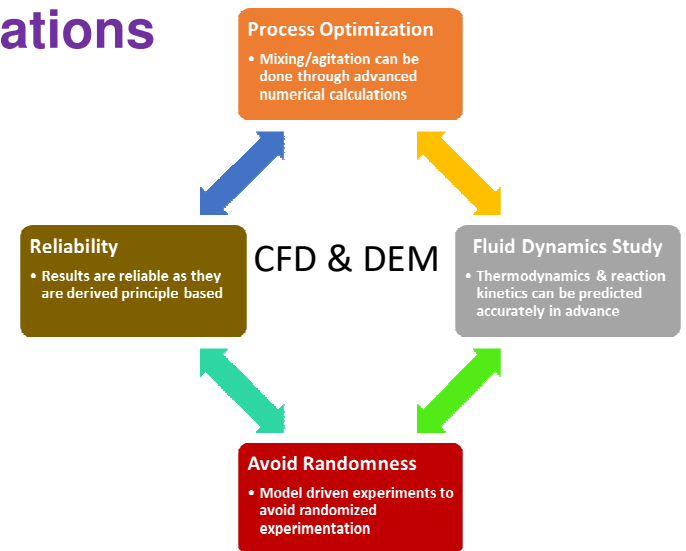 ations
Process Optimization
• Mixing/agitation can be
done through advanced
numerical calculations
Reliability
• Results are reliable as they
are derived principle based
CFD & DEM
Fluid Dynamics Study
• Thermodynamics & reaction
kinetics can be predicted
accurately in advance
Avoid Randomness
• Model driven experiments to
avoid randomized
experimentation